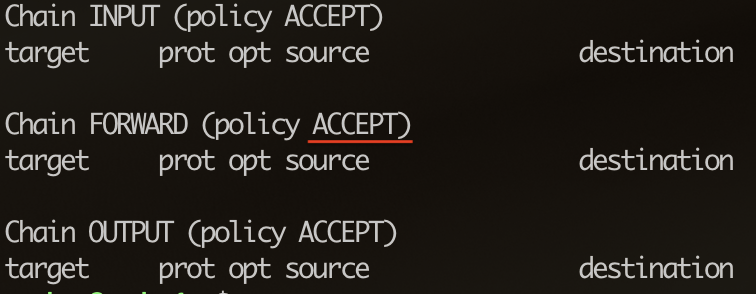 Chain INPUT (policy ACCEPT)
target prot opt source destination
Chain FORWARD (policy ACCEPT)
target prot opt source destination
Chain OUTPUT (policy ACCEPT)
target prot opt source destination